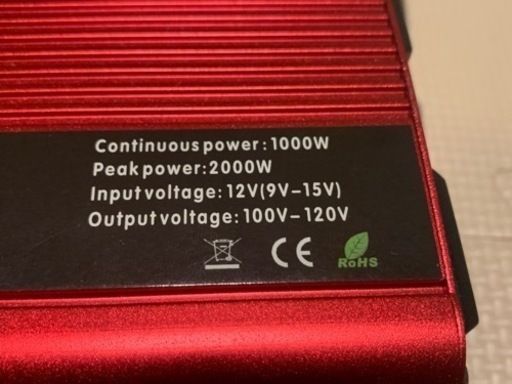 Continuous power : 1000W
Peak power:2000W
Input voltage: 12V(9V–15V)
Output voltage: 100V–120V
CE RoHS